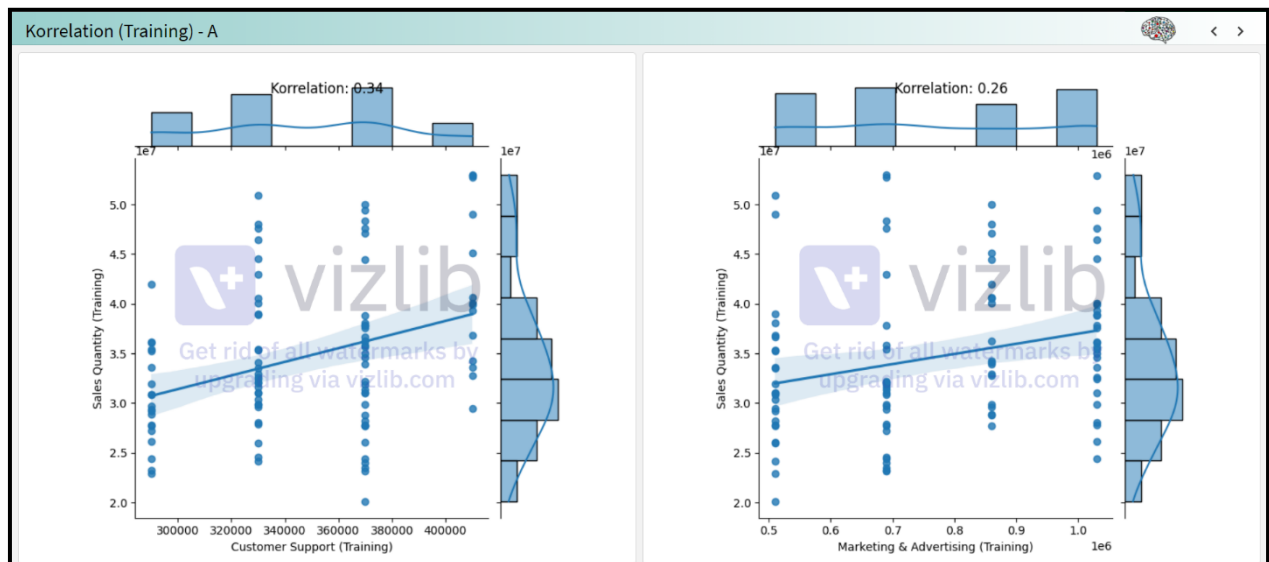 Korrelation (Training) - A
Korrelation: 0.34
1e7
1e7
5.0
4.5
4.0
3.5
3.0
2.5
2.0
Sales Quantity (Training)
300000 320000 340000 360000 380000 400000
Customer Support (Training)
vizlib
Get rid of all watermarks by
upgrading via vizlib.com
Korrelation: 0.26
1e7
1e6
1e7
5.0
4.5
4.0
3.5
3.0
2.5
2.0
Sales Quantity (Training)
0.5 0.6 0.7 0.8 0.9 1.0
1e6
Marketing & Advertising (Training)
vizlib
Get rid of all watermarks by
upgrading via vizlib.com